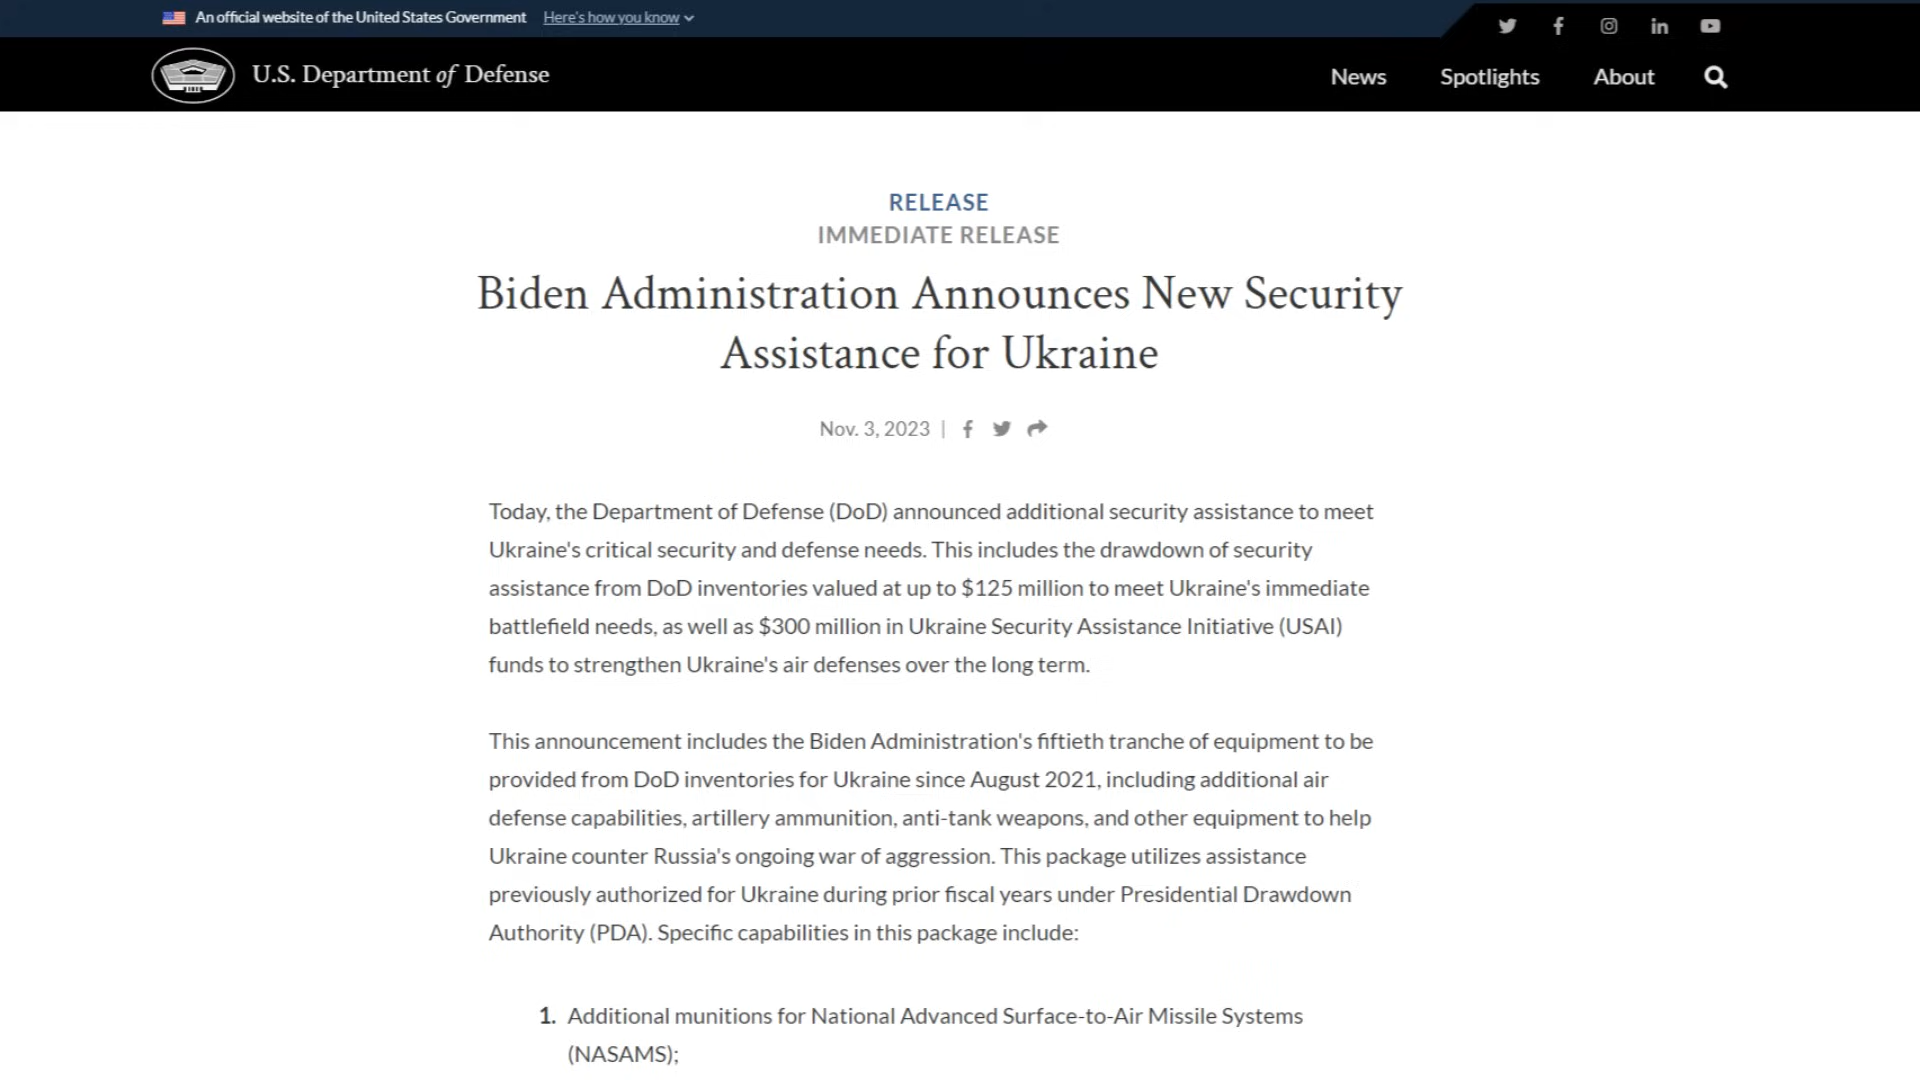 An official website of the United States Government Here's how you know
U.S. Department of Defense
News Spotlights About
RELEASE
IMMEDIATE RELEASE
Biden Administration Announces New Security
Assistance for Ukraine
Nov. 3, 2023 |
Today, the Department of Defense (DoD) announced additional security assistance to meet
Ukraine's critical security and defense needs. This includes the drawdown of security
assistance from DoD inventories valued at up to $125 million to meet Ukraine's immediate
battlefield needs, as well as $300 million in Ukraine Security Assistance Initiative (USAI)
funds to strengthen Ukraine's air defenses over the long term.
This announcement includes the Biden Administration's fiftieth tranche of equipment to be
provided from DoD inventories for Ukraine since August 2021, including additional air
defense capabilities, artillery ammunition, anti-tank weapons, and other equipment to help
Ukraine counter Russia's ongoing war of aggression. This package utilizes assistance
previously authorized for Ukraine during prior fiscal years under Presidential Drawdown
Authority (PDA). Specific capabilities in this package include:
1. Additional munitions for National Advanced Surface-to-Air Missile Systems
(NASAMS);